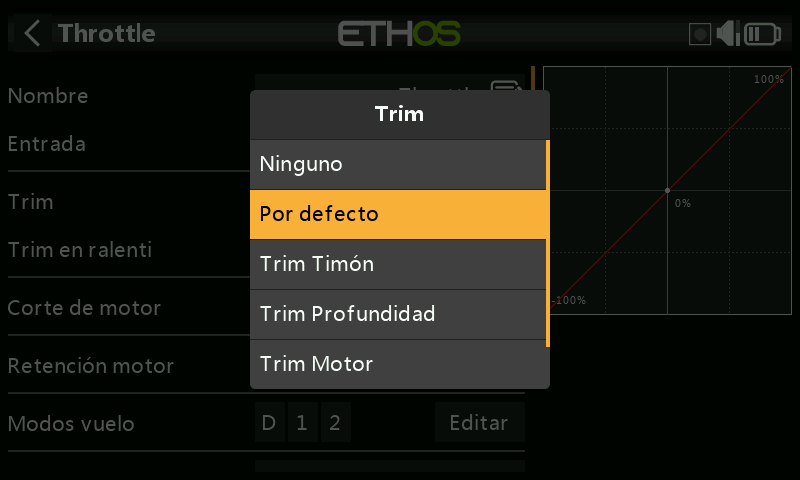 Throttle
ETHOS
Nombre
Throttle
Entrada
Trim
Trim en ralenti
Corte de motor
Retención motor
Modos vuelo
D 1 2
Editar
Trim
Ninguno
Por defecto
Trim Timón
Trim Profundidad
Trim Motor
100%
0%
-100%